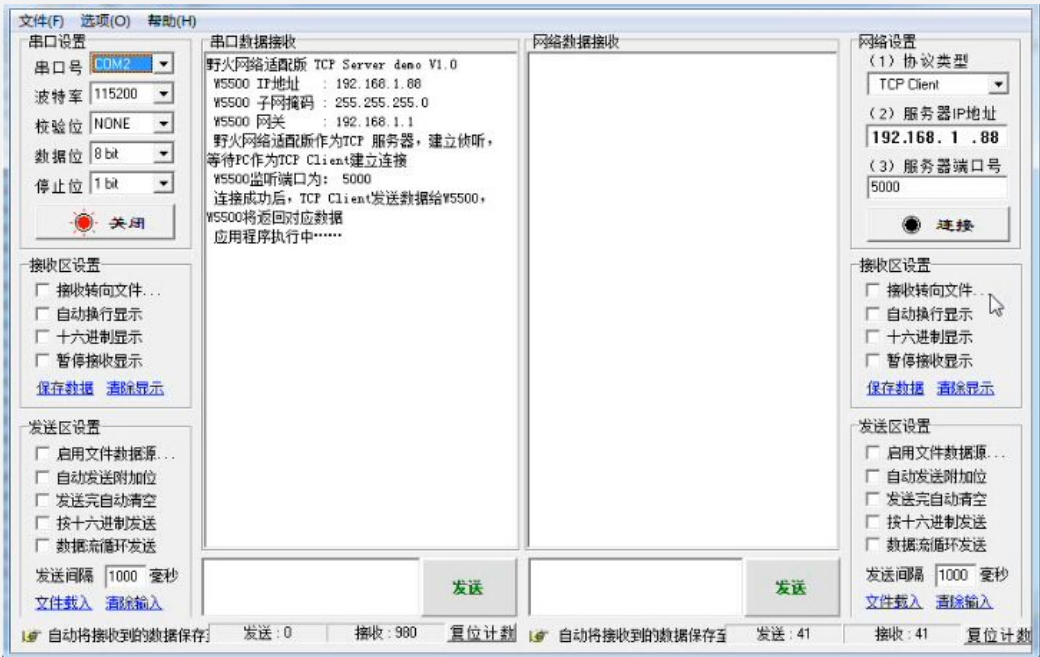 文件(F) 选项(O) 帮助(H)
串口设置
串口号 COM2
波特率 115200
校验位 NONE
数据位 8 bit
停止位 1 bit
关闭
接收区设置
接收转向文件...
自动换行显示
十六进制显示
暂停接收显示
保存数据 清除显示
发送区设置
启用文件数据源...
自动发送附加位
发送完自动清空
按十六进制发送
数据流循环发送
发送间隔 1000 毫秒
文件载入 清除输入
串口数据接收
野火网络适配版 TCP Server demo V1.0
W5500 IP地址 : 192.168.1.88
W5500 子网掩码 : 255.255.255.0
W5500 网关 : 192.168.1.1
野火网络适配版作为TCP 服务器，建立侦听，
等待PC作为TCP Client建立连接
W5500监听端口为： 5000
连接成功后，TCP Client发送数据给W5500，
W5500将返回对应数据
应用程序执行中……
发送
网络数据接收
发送
网络设置
(1) 协议类型
TCP Client
(2) 服务器IP地址
192.168. 1 .88
(3) 服务器端口号
5000
连接
接收区设置
接收转向文件...
自动换行显示
十六进制显示
暂停接收显示
保存数据 清除显示
发送区设置
启用文件数据源...
自动发送附加位
发送完自动清空
按十六进制发送
数据流循环发送
发送间隔 1000 毫秒
文件载入 清除输入
自动将接收到的数据保存至 发送 : 0 接收 : 980 复位计数
自动将接收到的数据保存至 发送 : 41 接收 : 41 复位计数